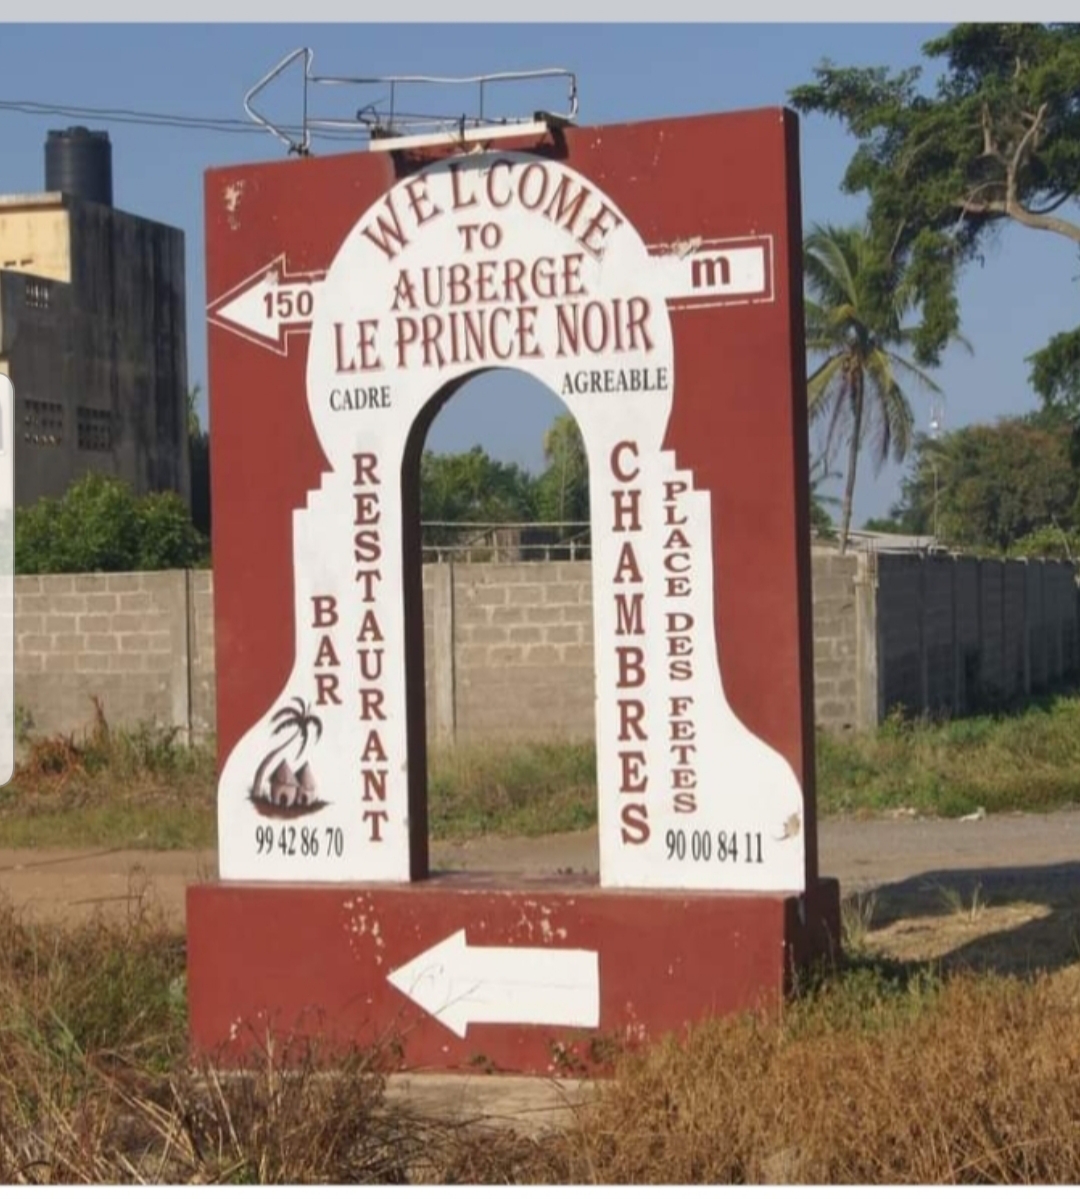 WELCOME
TO
AUBERGE
LE PRINCE NOIR
150 m
CADRE AGREABLE
BAR
RESTAURANT
CHAMBRES
PLACE DES FETES
99 42 86 70
90 00 84 11